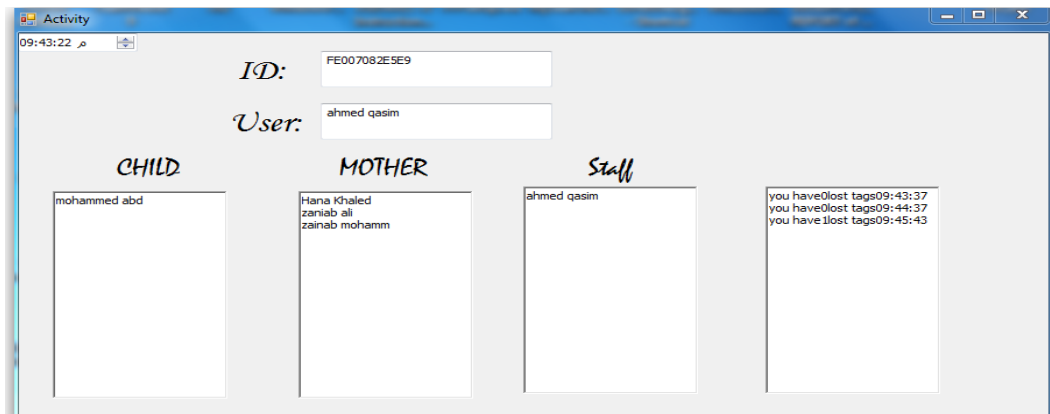 Activity
09:43:22 م
ID:
FE007082E5E9
User:
ahmed qasim
CHILD
MOTHER
Staff
mohammed abd
Hana Khaled
zaniab ali
zainab mohamm
ahmed qasim
you have0lost tags09:43:37
you have0lost tags09:44:37
you have1lost tags09:45:43